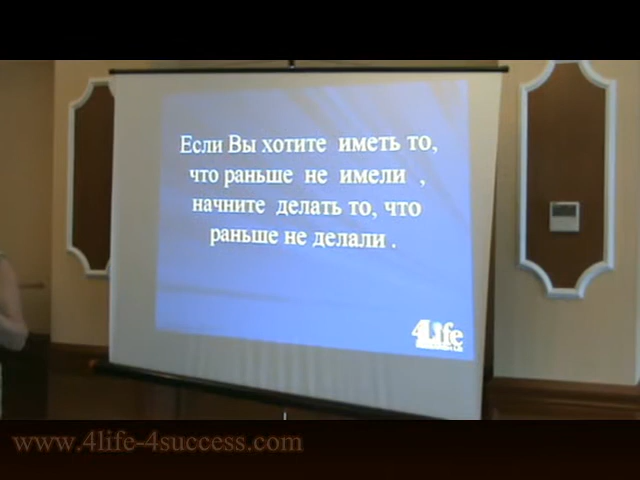 Если Вы хотите иметь то,
что раньше не имели ,
начните делать то, что
раньше не делали .
4Life
www.4life-4success.com